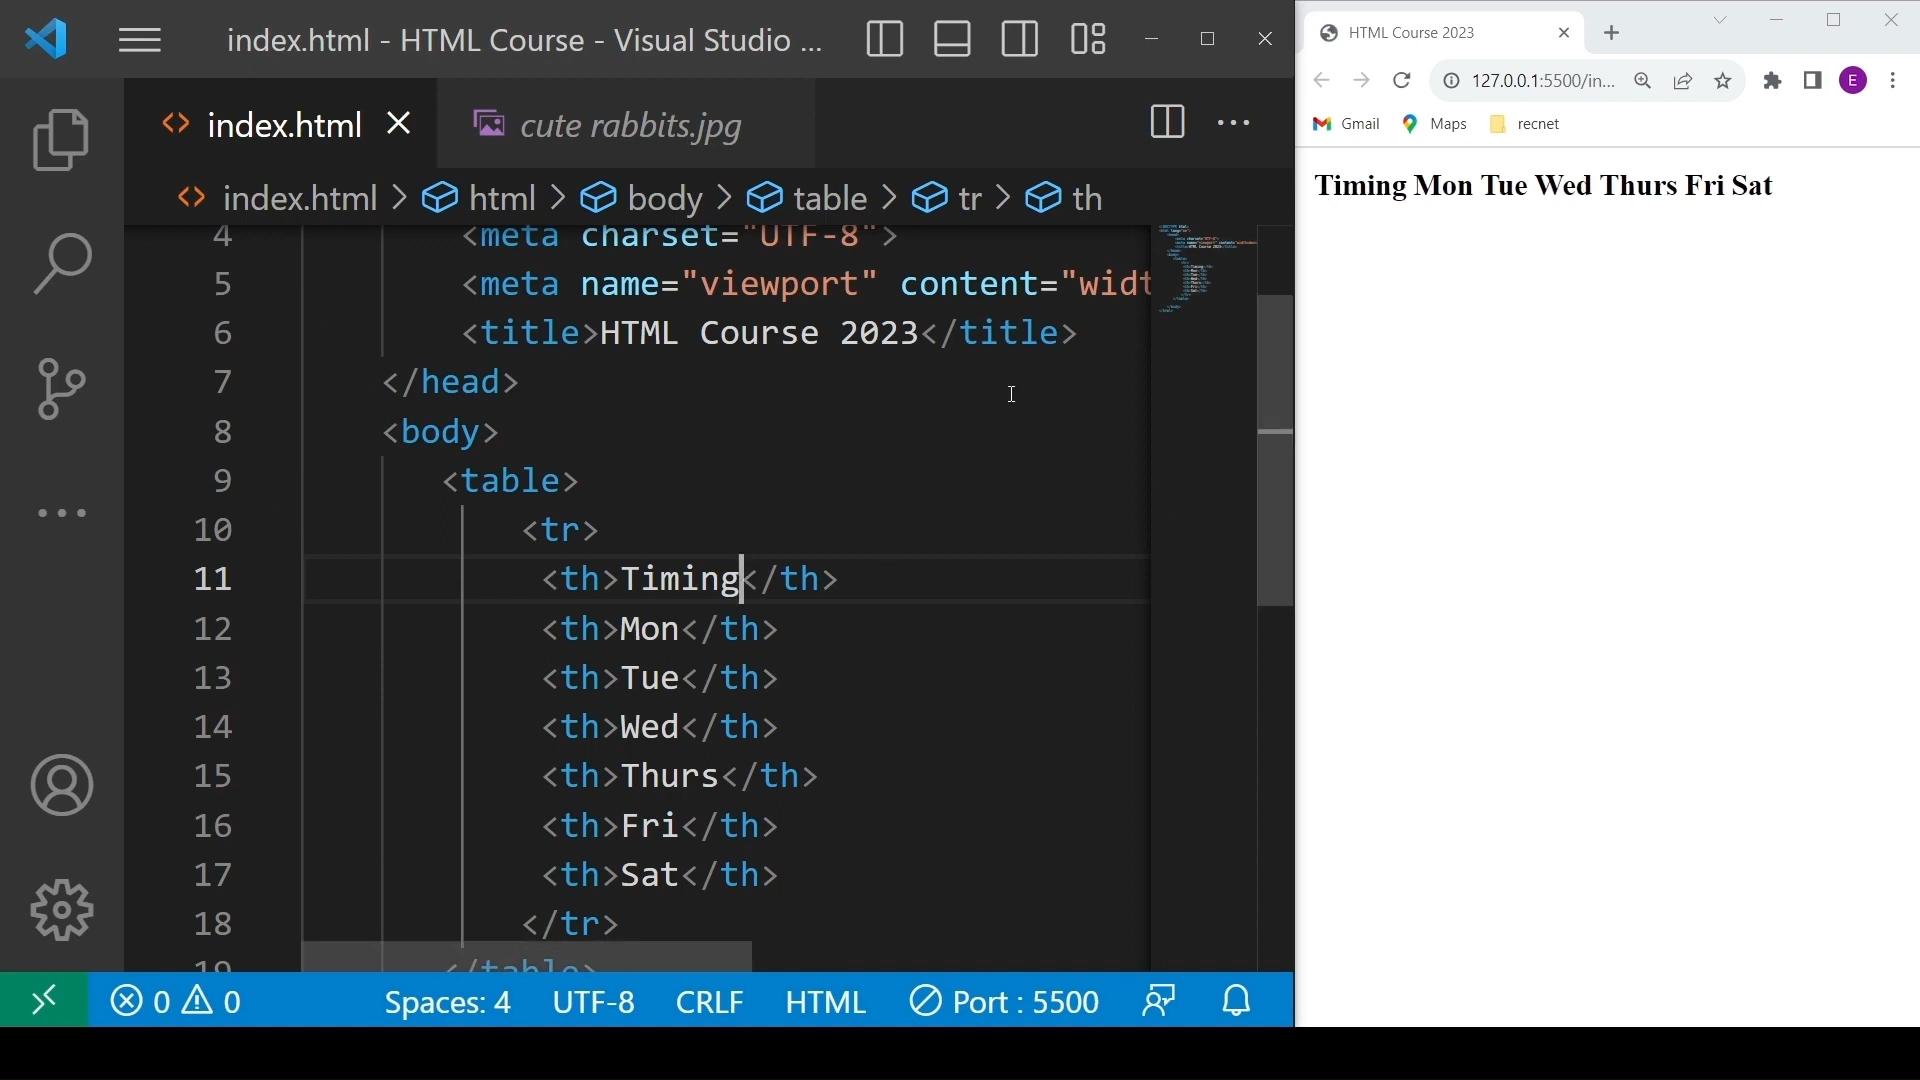 index.html - HTML Course - Visual Studio ...
index.html
cute rabbits.jpg
index.html > html > body > table > tr > th
4 <meta charset="UTF-8">
5 <meta name="viewport" content="widt
6 <title>HTML Course 2023</title>
7 </head>
8 <body>
9 <table>
10 <tr>
11 <th>Timing</th>
12 <th>Mon</th>
13 <th>Tue</th>
14 <th>Wed</th>
15 <th>Thurs</th>
16 <th>Fri</th>
17 <th>Sat</th>
18 </tr>
19 </table>
0 0 Spaces: 4 UTF-8 CRLF HTML Port : 5500
HTML Course 2023
127.0.0.1:5500/in...
E
Gmail Maps recnet
Timing Mon Tue Wed Thurs Fri Sat